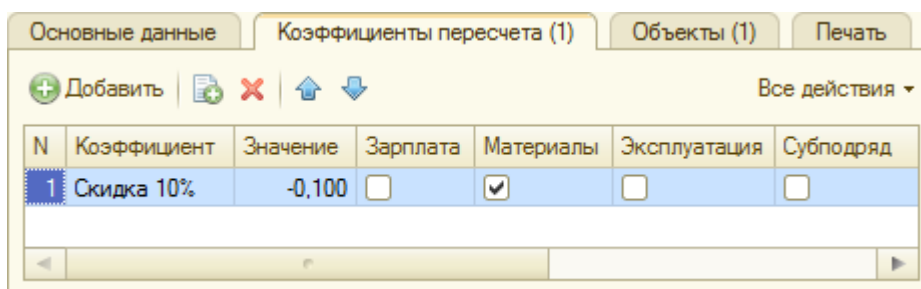 Основные данные Коэффициенты пересчета (1) Объекты (1) Печать
Добавить Все действия
N Коэффициент Значение Зарплата Материалы Эксплуатация Субподряд
1 Скидка 10% -0,100